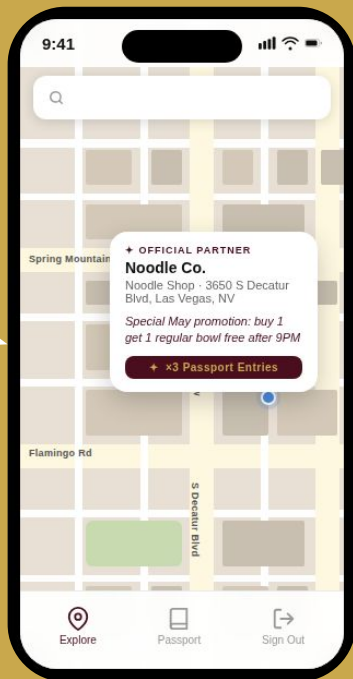 9:41
✦ OFFICIAL PARTNER
Noodle Co.
Noodle Shop · 3650 S Decatur
Blvd, Las Vegas, NV
Special May promotion: buy 1
get 1 regular bowl free after 9PM
✦ ×3 Passport Entries
Spring Mountain
Flamingo Rd
S Decatur Blvd
Explore
Passport
Sign Out